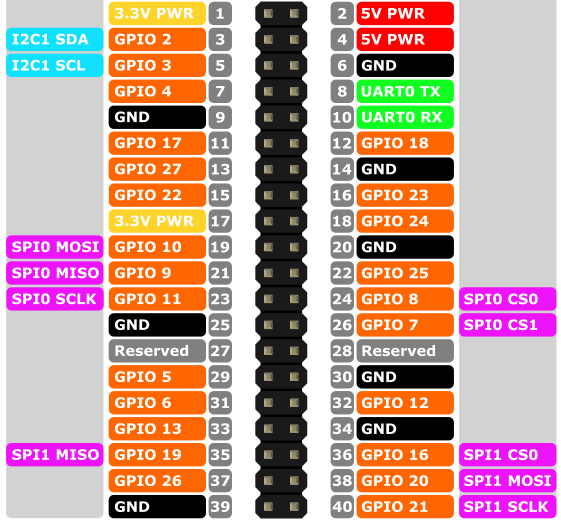 3.3V PWR 1 2 5V PWR
I2C1 SDA GPIO 2 3 4 5V PWR
I2C1 SCL GPIO 3 5 6 GND
GPIO 4 7 8 UART0 TX
GND 9 10 UART0 RX
GPIO 17 11 12 GPIO 18
GPIO 27 13 14 GND
GPIO 22 15 16 GPIO 23
3.3V PWR 17 18 GPIO 24
SPI0 MOSI GPIO 10 19 20 GND
SPI0 MISO GPIO 9 21 22 GPIO 25
SPI0 SCLK GPIO 11 23 24 GPIO 8 SPI0 CS0
GND 25 26 GPIO 7 SPI0 CS1
Reserved 27 28 Reserved
GPIO 5 29 30 GND
GPIO 6 31 32 GPIO 12
GPIO 13 33 34 GND
SPI1 MISO GPIO 19 35 36 GPIO 16 SPI1 CS0
GPIO 26 37 38 GPIO 20 SPI1 MOSI
GND 39 40 GPIO 21 SPI1 SCLK